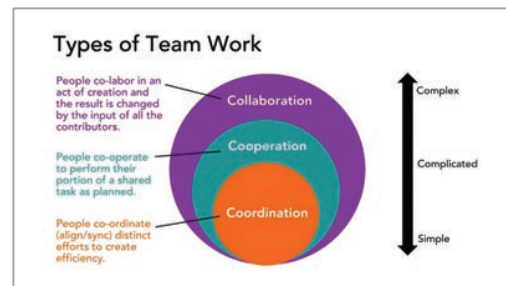 Types of Team Work
People co-labor in an
act of creation and
the result is changed
by the input of all the
contributors.
People co-operate
to perform their
portion of a shared
task as planned.
People co-ordinate
(align/sync) distinct
efforts to create
efficiency.
Collaboration
Cooperation
Coordination
Complex
Complicated
Simple